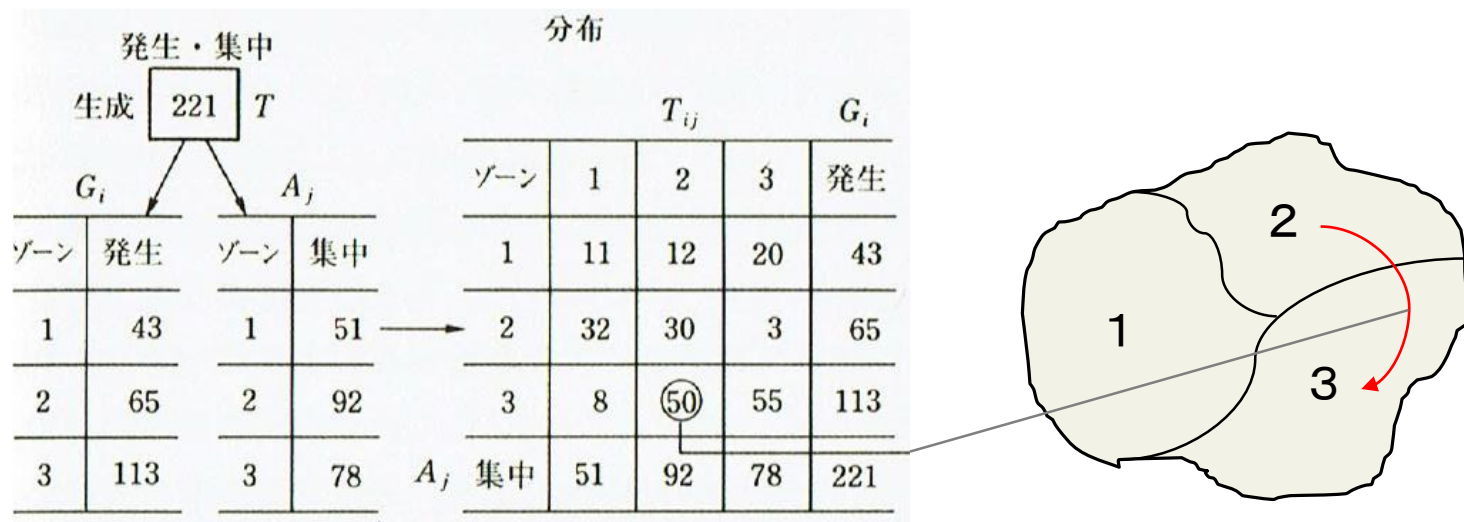 発生・集中
生成 221 T
G_i A_j
ゾーン 発生 ゾーン 集中
1 43 1 51
2 65 2 92
3 113 3 78
分布
T_ij G_i
ゾーン 1 2 3 発生
1 11 12 20 43
2 32 30 3 65
3 8 50 55 113
A_j 集中 51 92 78 221
1
2
3